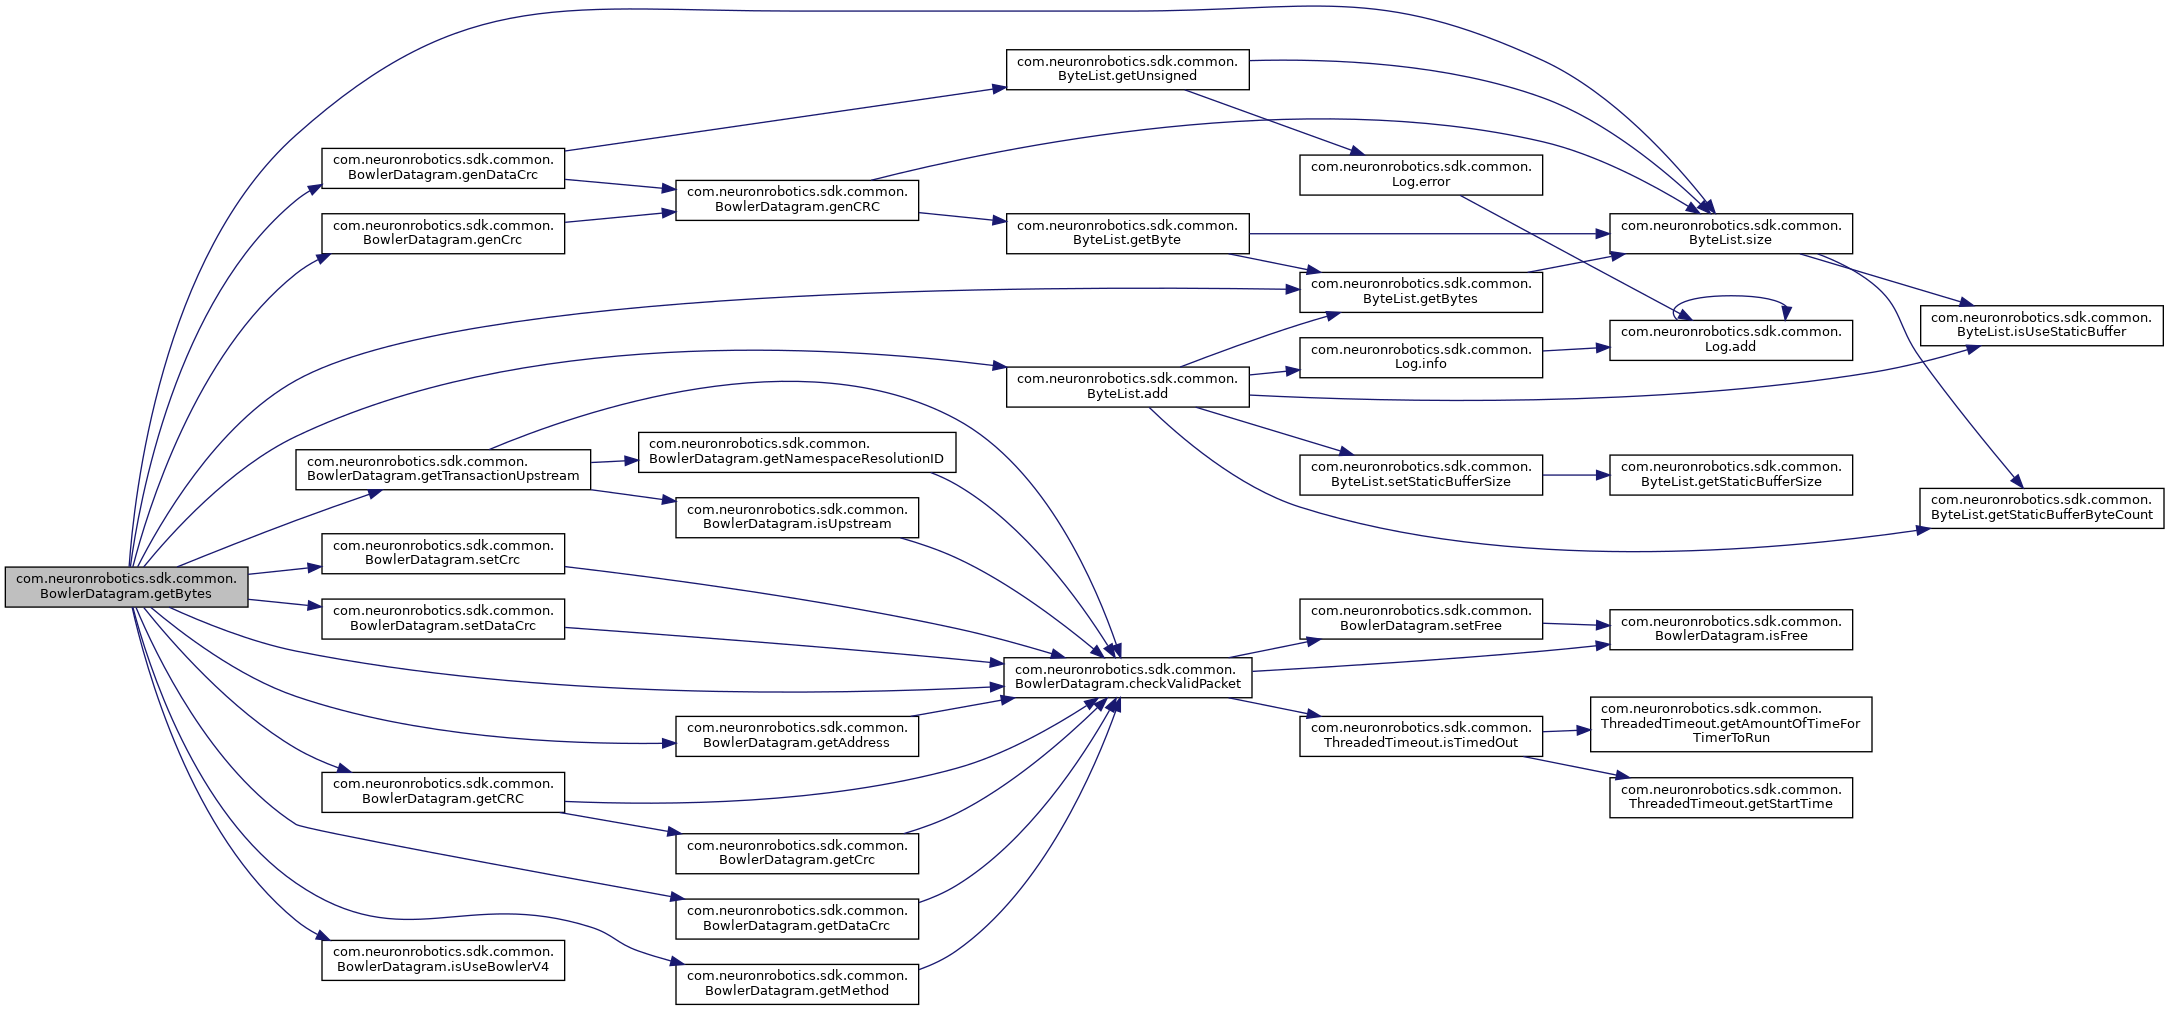 com.neuronrobotics.sdk.common.
BowlerDatagram.getBytes
com.neuronrobotics.sdk.common.
BowlerDatagram.genDataCrc
com.neuronrobotics.sdk.common.
BowlerDatagram.genCrc
com.neuronrobotics.sdk.common.
BowlerDatagram.getTransactionUpstream
com.neuronrobotics.sdk.common.
BowlerDatagram.setCrc
com.neuronrobotics.sdk.common.
BowlerDatagram.setDataCrc
com.neuronrobotics.sdk.common.
BowlerDatagram.getCRC
com.neuronrobotics.sdk.common.
BowlerDatagram.isUseBowlerV4
com.neuronrobotics.sdk.common.
BowlerDatagram.genCRC
com.neuronrobotics.sdk.common.
BowlerDatagram.getNamespaceResolutionID
com.neuronrobotics.sdk.common.
BowlerDatagram.isUpstream
com.neuronrobotics.sdk.common.
BowlerDatagram.getAddress
com.neuronrobotics.sdk.common.
BowlerDatagram.getCrc
com.neuronrobotics.sdk.common.
BowlerDatagram.getDataCrc
com.neuronrobotics.sdk.common.
BowlerDatagram.getMethod
com.neuronrobotics.sdk.common.
ByteList.getUnsigned
com.neuronrobotics.sdk.common.
ByteList.getByte
com.neuronrobotics.sdk.common.
ByteList.add
com.neuronrobotics.sdk.common.
BowlerDatagram.checkValidPacket
com.neuronrobotics.sdk.common.
Log.error
com.neuronrobotics.sdk.common.
ByteList.getBytes
com.neuronrobotics.sdk.common.
Log.info
com.neuronrobotics.sdk.common.
ByteList.setStaticBufferSize
com.neuronrobotics.sdk.common.
BowlerDatagram.setFree
com.neuronrobotics.sdk.common.
ThreadedTimeout.isTimedOut
com.neuronrobotics.sdk.common.
ByteList.size
com.neuronrobotics.sdk.common.
Log.add
com.neuronrobotics.sdk.common.
ByteList.getStaticBufferSize
com.neuronrobotics.sdk.common.
BowlerDatagram.isFree
com.neuronrobotics.sdk.common.
ThreadedTimeout.getAmountOfTimeFor
TimerToRun
com.neuronrobotics.sdk.common.
ThreadedTimeout.getStartTime
com.neuronrobotics.sdk.common.
ByteList.isUseStaticBuffer
com.neuronrobotics.sdk.common.
ByteList.getStaticBufferByteCount